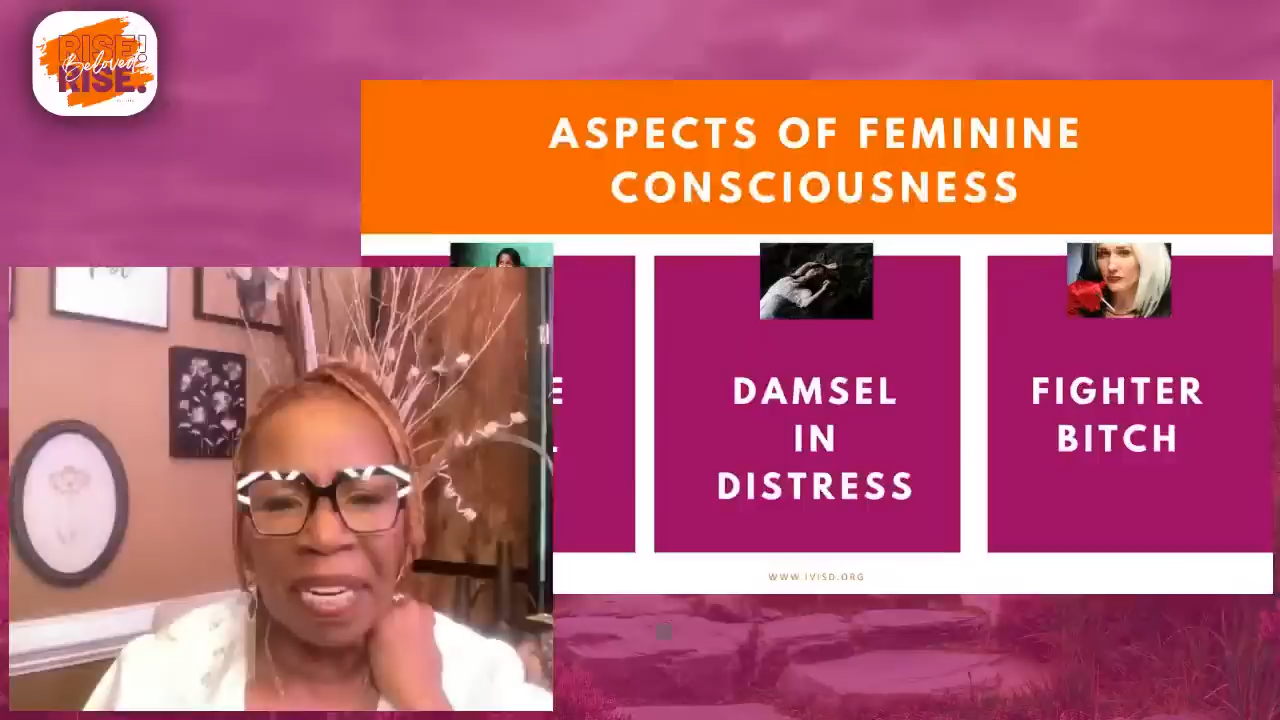 RISE!
Beloved
RISE.
ASPECTS OF FEMININE
CONSCIOUSNESS
DAMSEL
IN
DISTRESS
FIGHTER
BITCH
WWW.IVISD.ORG